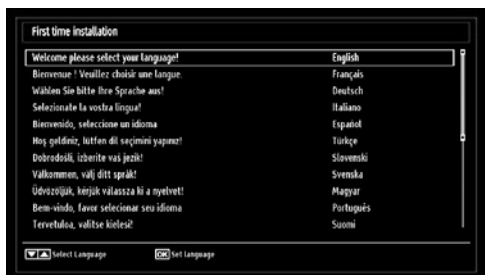 First time installation
Welcome please select your language! English
Bienvenue ! Veuillez choisir une langue. Français
Wählen Sie bitte Ihre Sprache aus! Deutsch
Selezionate la vostra lingua! Italiano
Bienvenido, seleccione un idioma Español
Hoş geldiniz, lütfen dil seçimini yapınız! Türkçe
Dobrodošli, izberite vaš jezik! Slovenski
Välkommen, välj ditt språk! Svenska
Üdvözöljük, kérjük válassza ki a nyelvet! Magyar
Bem-vindo, favor selecionar seu idioma Português
Tervetuloa, valitse kielesi! Suomi
Select Language OK Set language